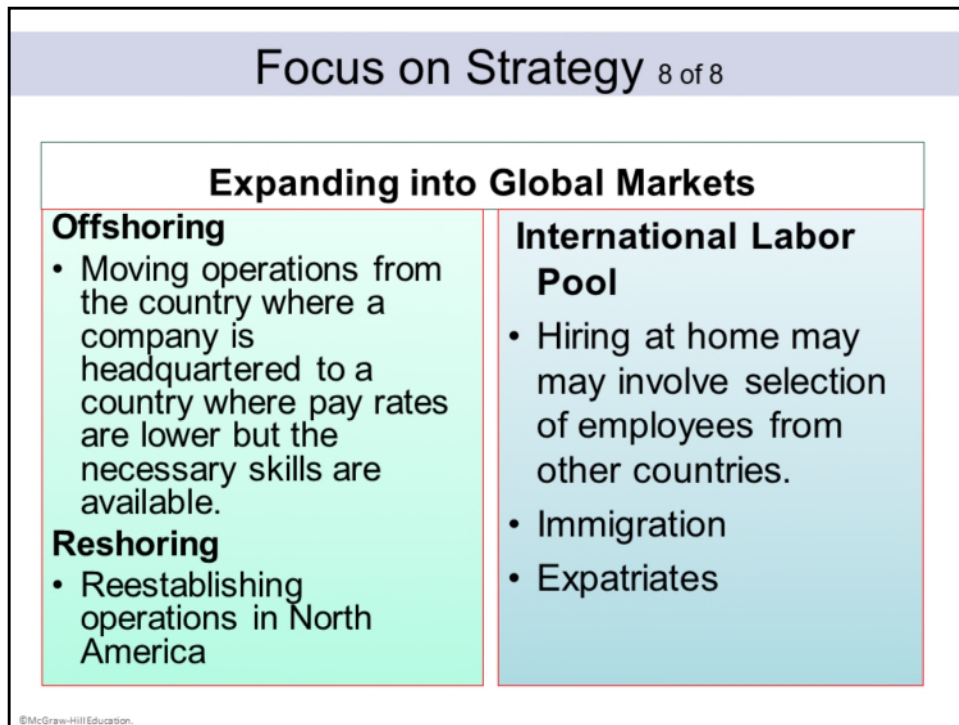 Focus on Strategy 8 of 8
Expanding into Global Markets
Offshoring
• Moving operations from
the country where a
company is
headquartered to a
country where pay rates
are lower but the
necessary skills are
available.
Reshoring
• Reestablishing
operations in North
America
International Labor
Pool
• Hiring at home may
may involve selection
of employees from
other countries.
• Immigration
• Expatriates
©McGraw-Hill Education.